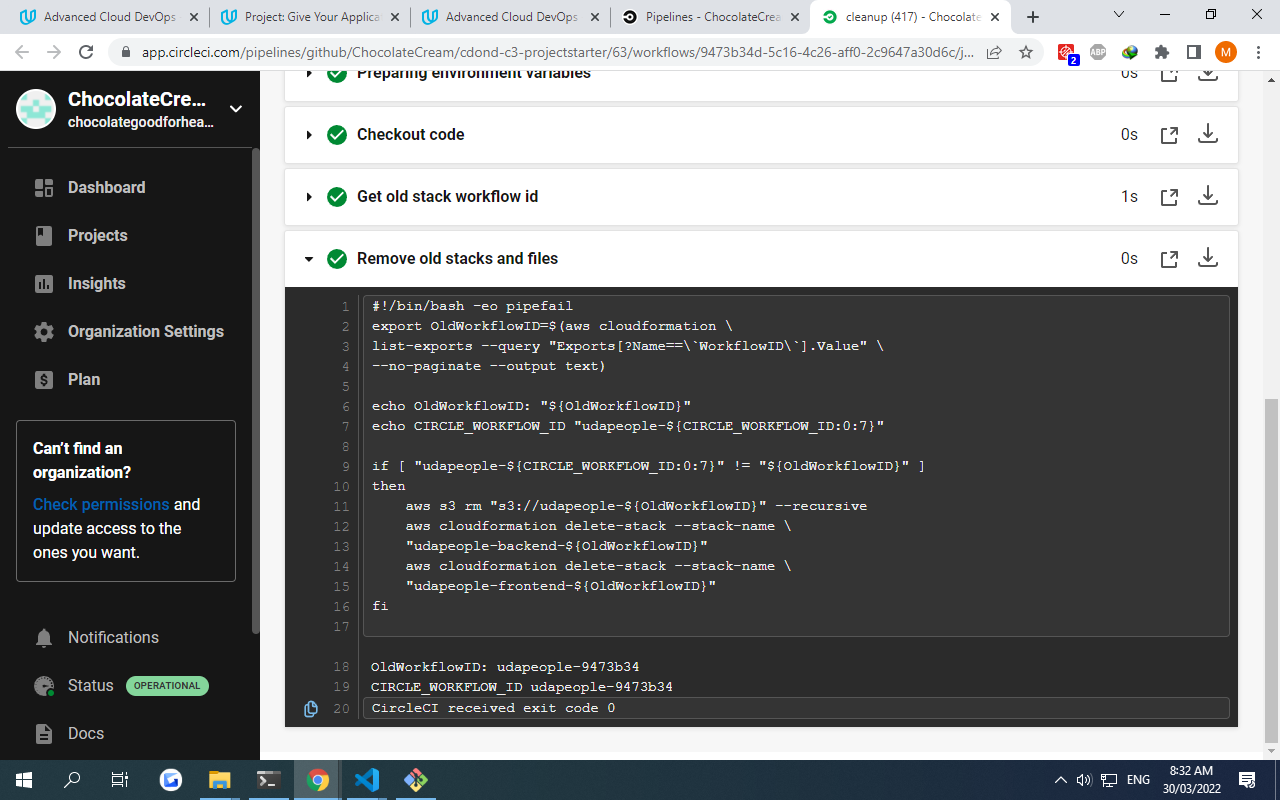 Advanced Cloud DevOps
Project: Give Your Applica
Advanced Cloud DevOps
Pipelines - ChocolateCrea
cleanup (417) - Chocolate
app.circleci.com/pipelines/github/ChocolateCream/cdond-c3-projectstarter/63/workflows/9473b34d-5c16-4c26-aff0-2c9647a30d6c/j...
2
ABP
M
ChocolateCre...
chocolategoodforhea...
Dashboard
Projects
Insights
Organization Settings
Plan
Can't find an
organization?
Check permissions and
update access to the
ones you want.
Notifications
Status OPERATIONAL
Docs
Preparing environment variables 0s
Checkout code 0s
Get old stack workflow id 1s
Remove old stacks and files 0s
1 #!/bin/bash -eo pipefail
2 export OldWorkflowID=$(aws cloudformation \
3 list-exports --query "Exports[?Name==\`WorkflowID\`].Value" \
4 --no-paginate --output text)
5
6 echo OldWorkflowID: "${OldWorkflowID}"
7 echo CIRCLE_WORKFLOW_ID "udapeople-${CIRCLE_WORKFLOW_ID:0:7}"
8
9 if [ "udapeople-${CIRCLE_WORKFLOW_ID:0:7}" != "${OldWorkflowID}" ]
10 then
11 aws s3 rm "s3://udapeople-${OldWorkflowID}" --recursive
12 aws cloudformation delete-stack --stack-name \
13 "udapeople-backend-${OldWorkflowID}"
14 aws cloudformation delete-stack --stack-name \
15 "udapeople-frontend-${OldWorkflowID}"
16 fi
17
18 OldWorkflowID: udapeople-9473b34
19 CIRCLE_WORKFLOW_ID udapeople-9473b34
20 CircleCI received exit code 0
ENG
8:32 AM
30/03/2022